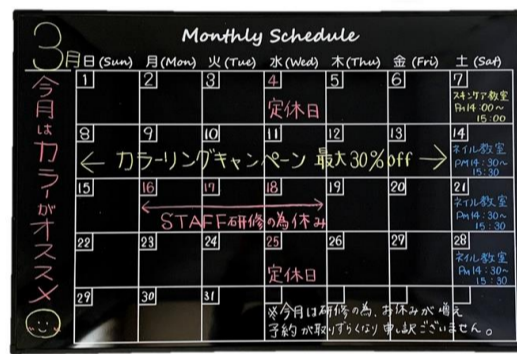 Monthly Schedule
3月
日(Sun) 月(Mon) 火(Tue) 水(Wed) 木(Thu) 金(Fri) 土(Sat)
今月はカラーがオススメ
1 2 3 4 5 6 7
定休日
スキンケア教室
PM14:00~
15:00
8 9 10 11 12 13 14
← カラーリングキャンペーン 最大30%off →
ネイル教室
PM14:30~
15:30
15 16 17 18 19 20 21
STAFF研修の為休み
ネイル教室
PM14:30~
15:30
22 23 24 25 26 27 28
定休日
ネイル教室
PM14:30~
15:30
29 30 31
※今月は研修の為、お休みが増え
予約が取りずらくなり申訳ございません。